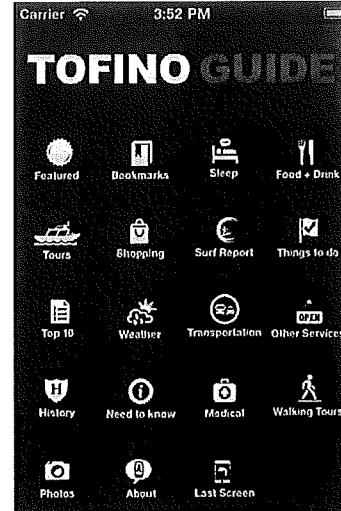 Carrier 3:52 PM
TOFINO GUIDE
Featured Bookmarks Sleep Food + Drink
Tours Shopping Surf Report Things to do
OPEN
Top 10 Weather Transportation Other Services
H
History Need to know Medical Walking Tours
Photos About Last Screen